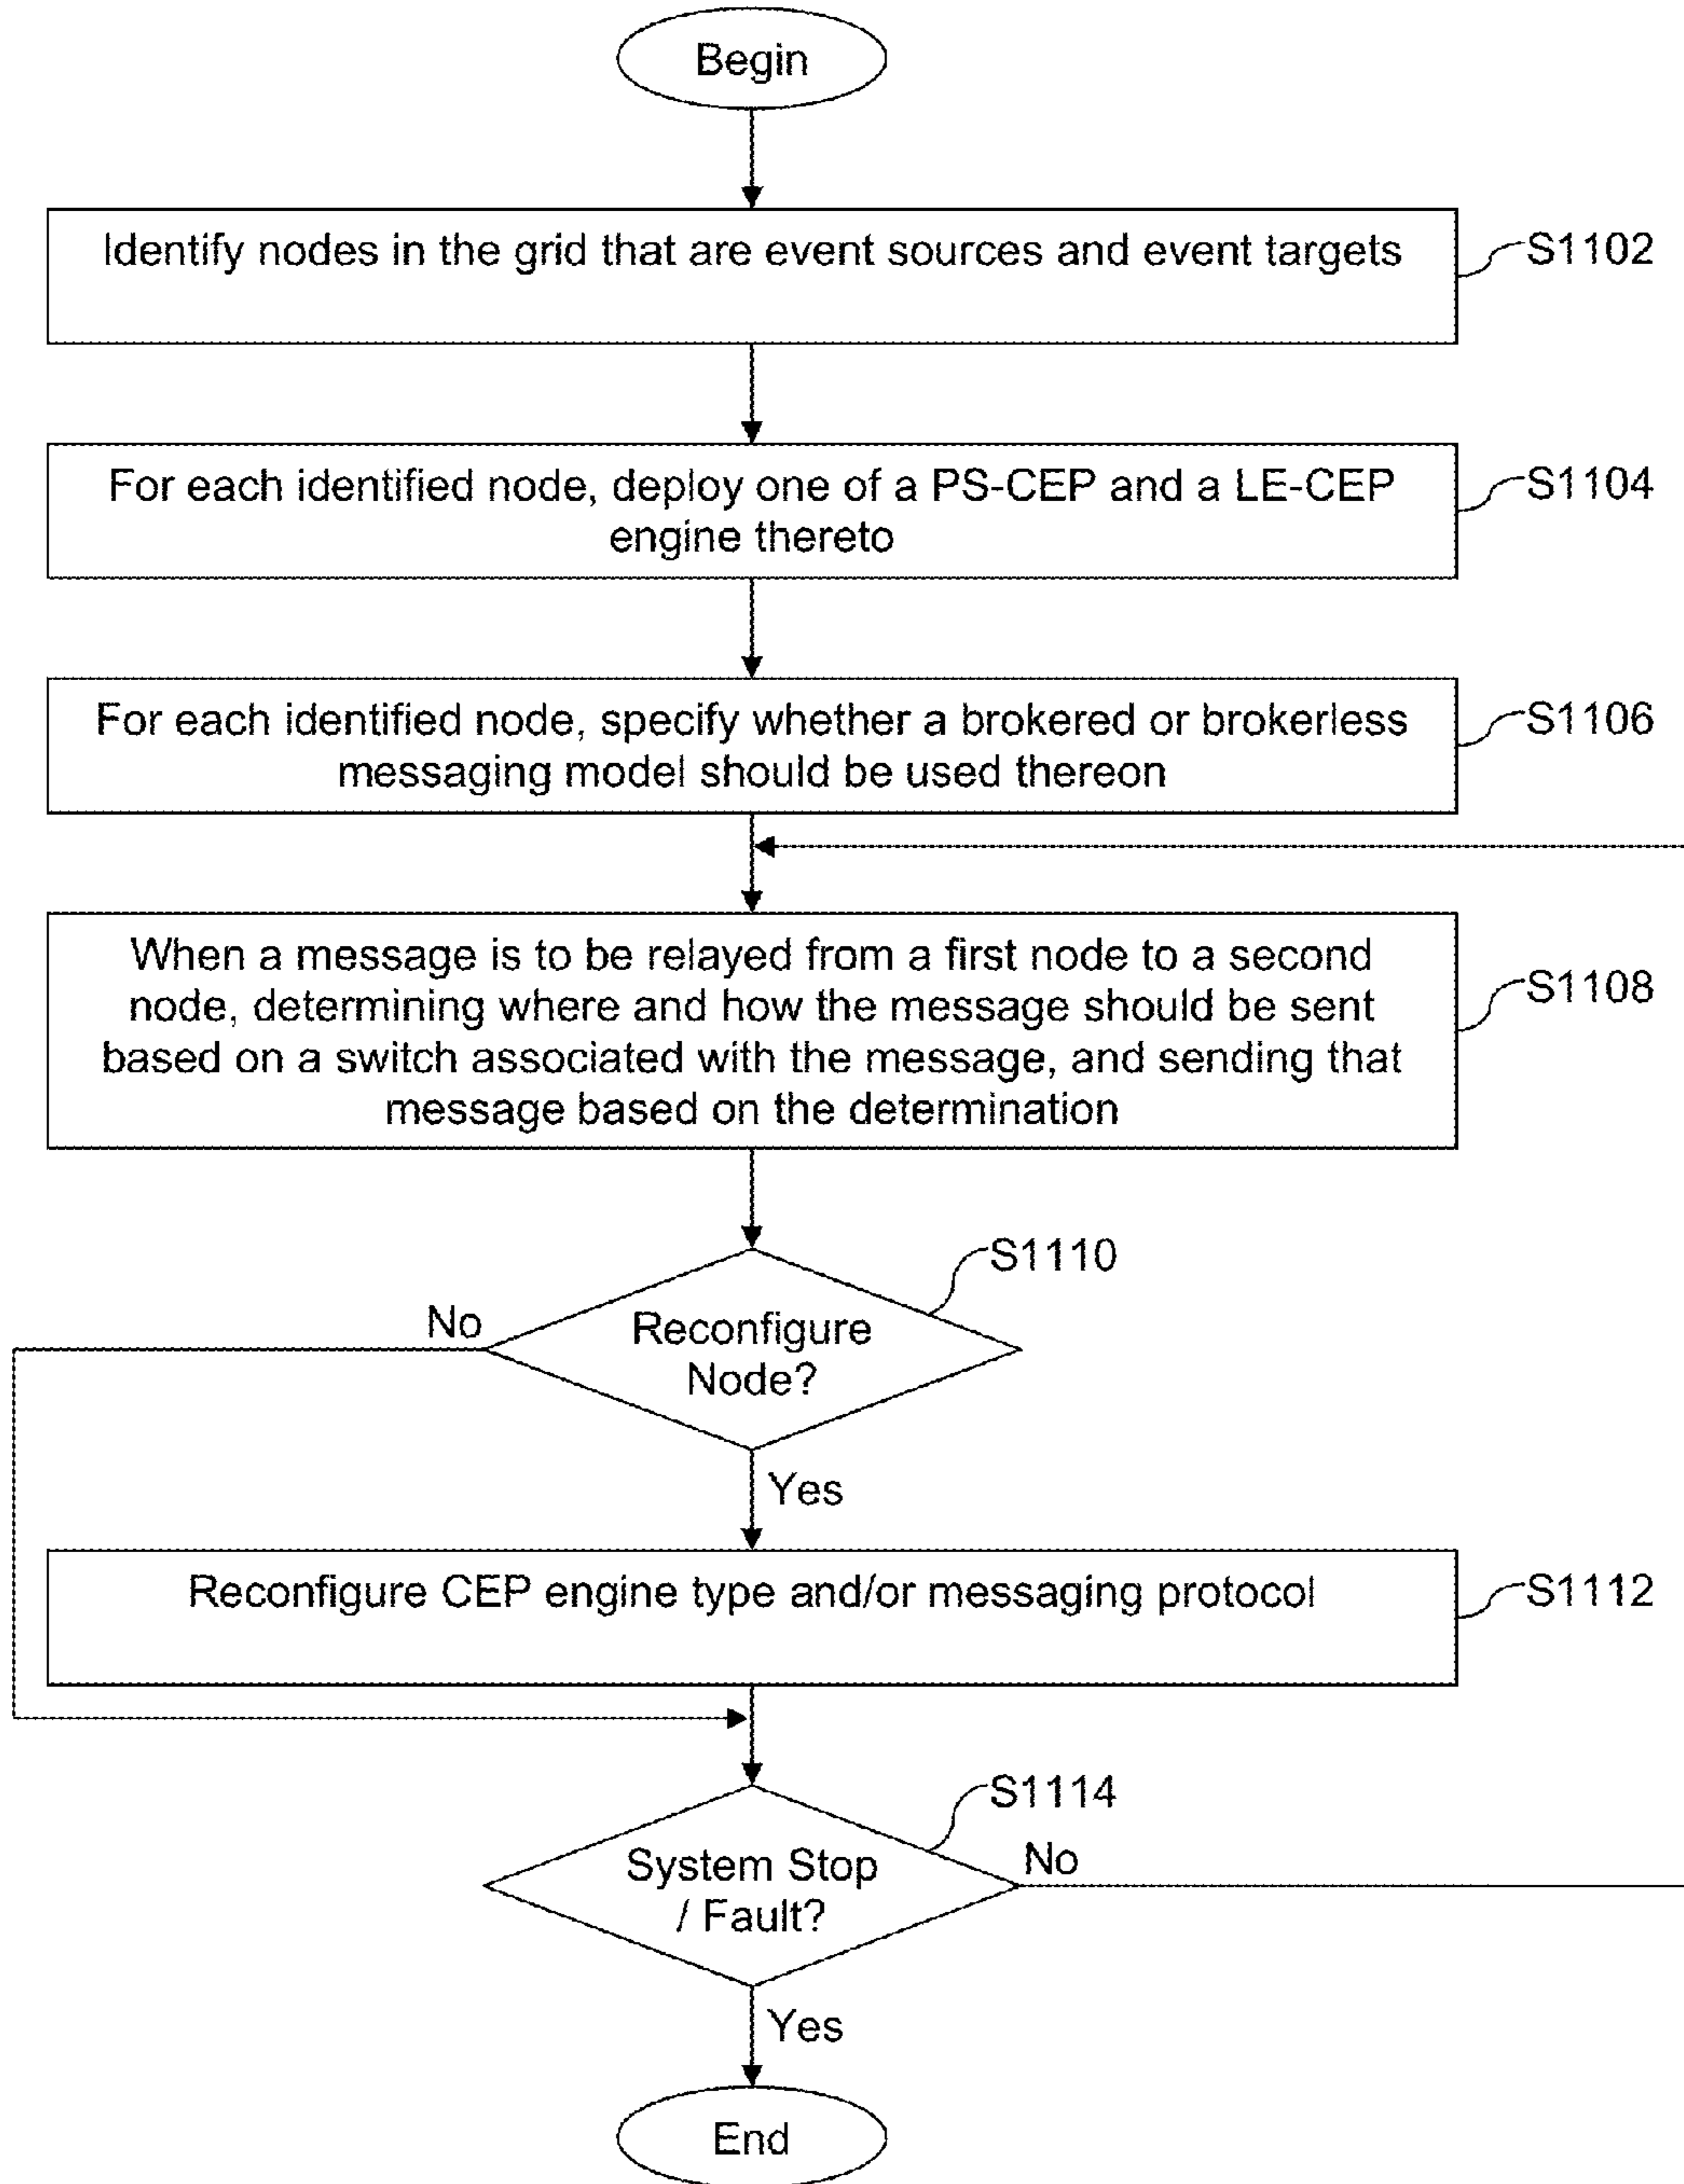 Begin
Identify nodes in the grid that are event sources and event targets
S1102
For each identified node, deploy one of a PS-CEP and a LE-CEP
engine thereto
S1104
For each identified node, specify whether a brokered or brokerless
messaging model should be used thereon
S1106
When a message is to be relayed from a first node to a second
node, determining where and how the message should be sent
based on a switch associated with the message, and sending that
message based on the determination
S1108
S1110
No
Reconfigure
Node?
Yes
Reconfigure CEP engine type and/or messaging protocol
S1112
S1114
System Stop
/ Fault?
No
Yes
End